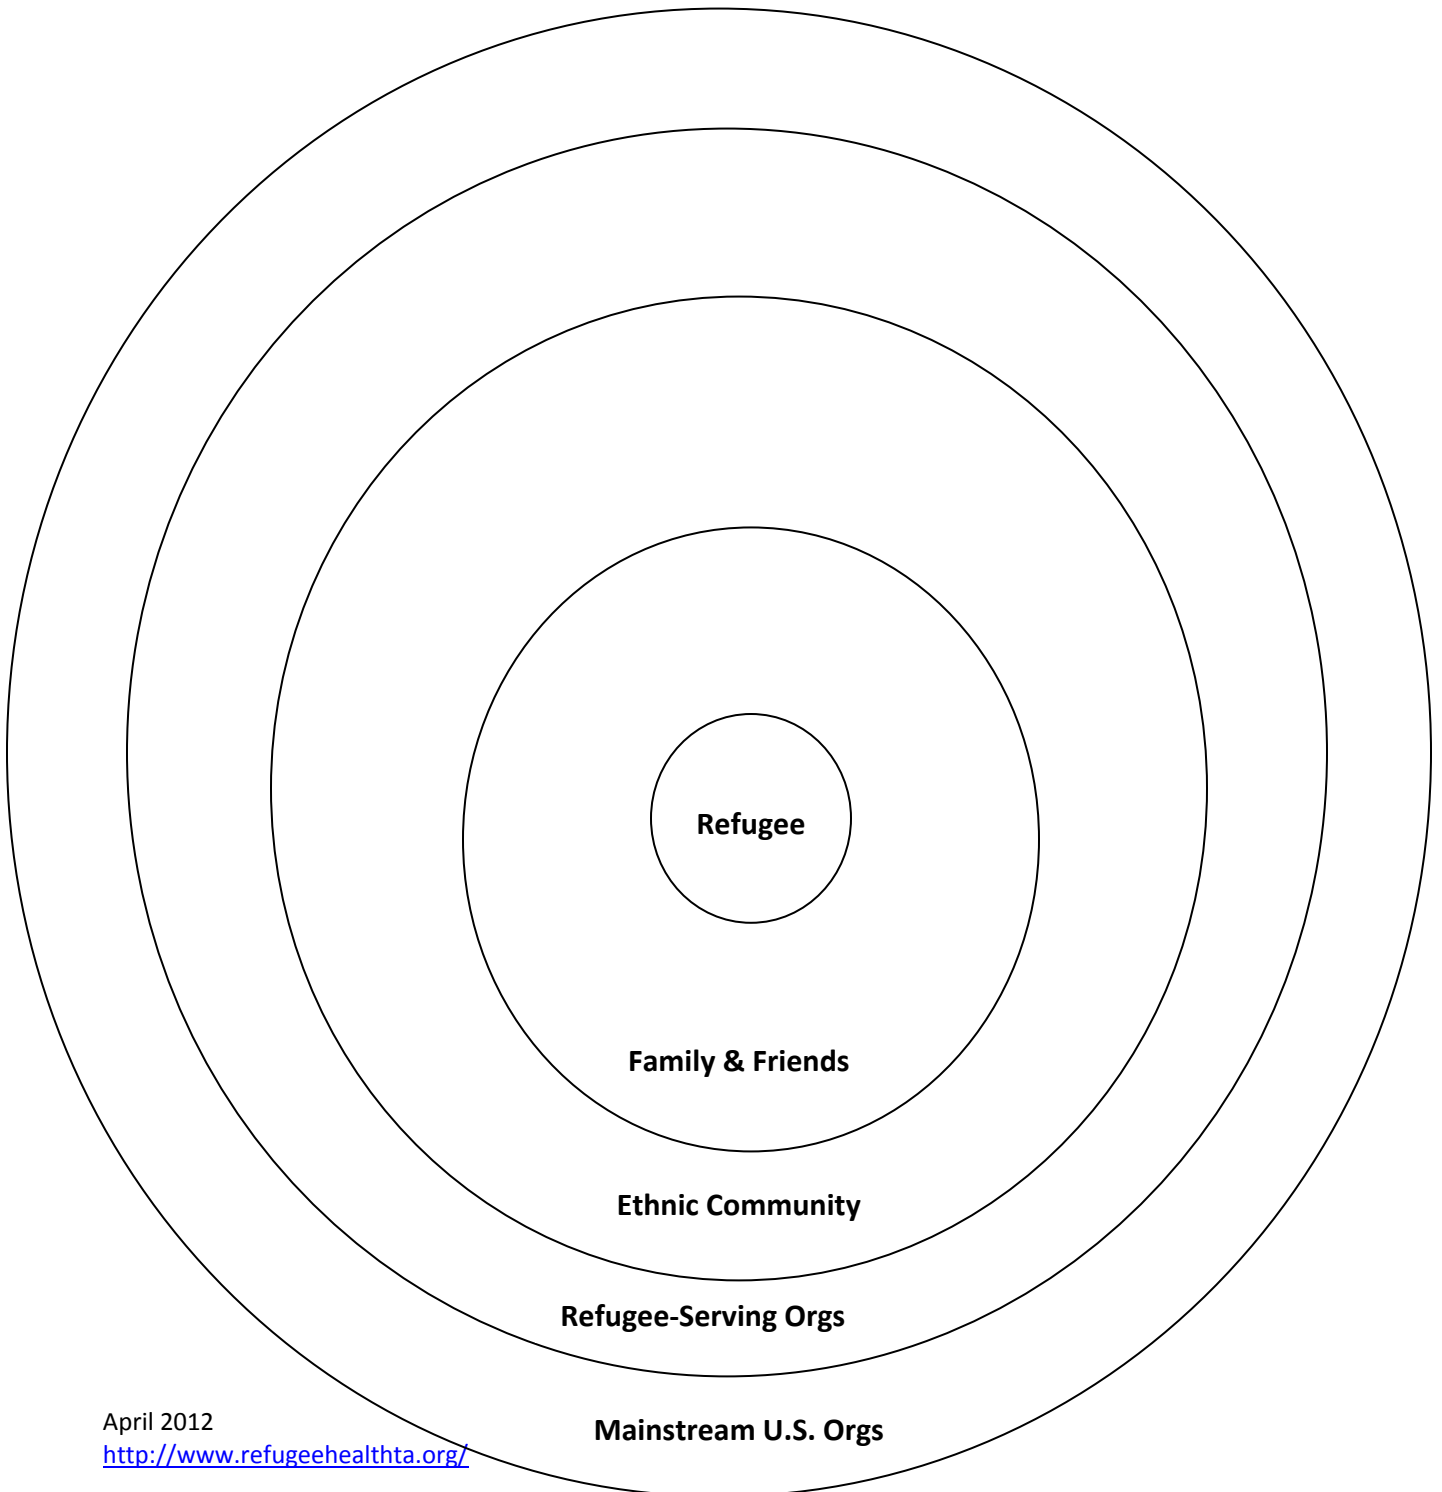 Refugee
Family & Friends
Ethnic Community
Refugee-Serving Orgs
Mainstream U.S. Orgs
April 2012
http://www.refugeehealthta.org/